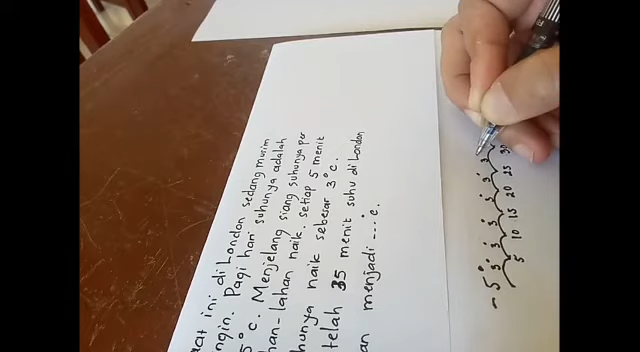 aat ini di London sedang musim
ngin. Pagi hari suhunya adalah
5°C. Menjelang siang suhunya per
han-lahan naik. setiap 5 menit
hunya naik sebesar 3°C.
telah 35 menit suhu di London
an menjadi ...°C.
-5° 3 3 3 3 3 3
5 10 15 20 25 30